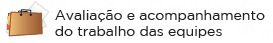 Avaliação e acompanhamento
do trabalho das equipes